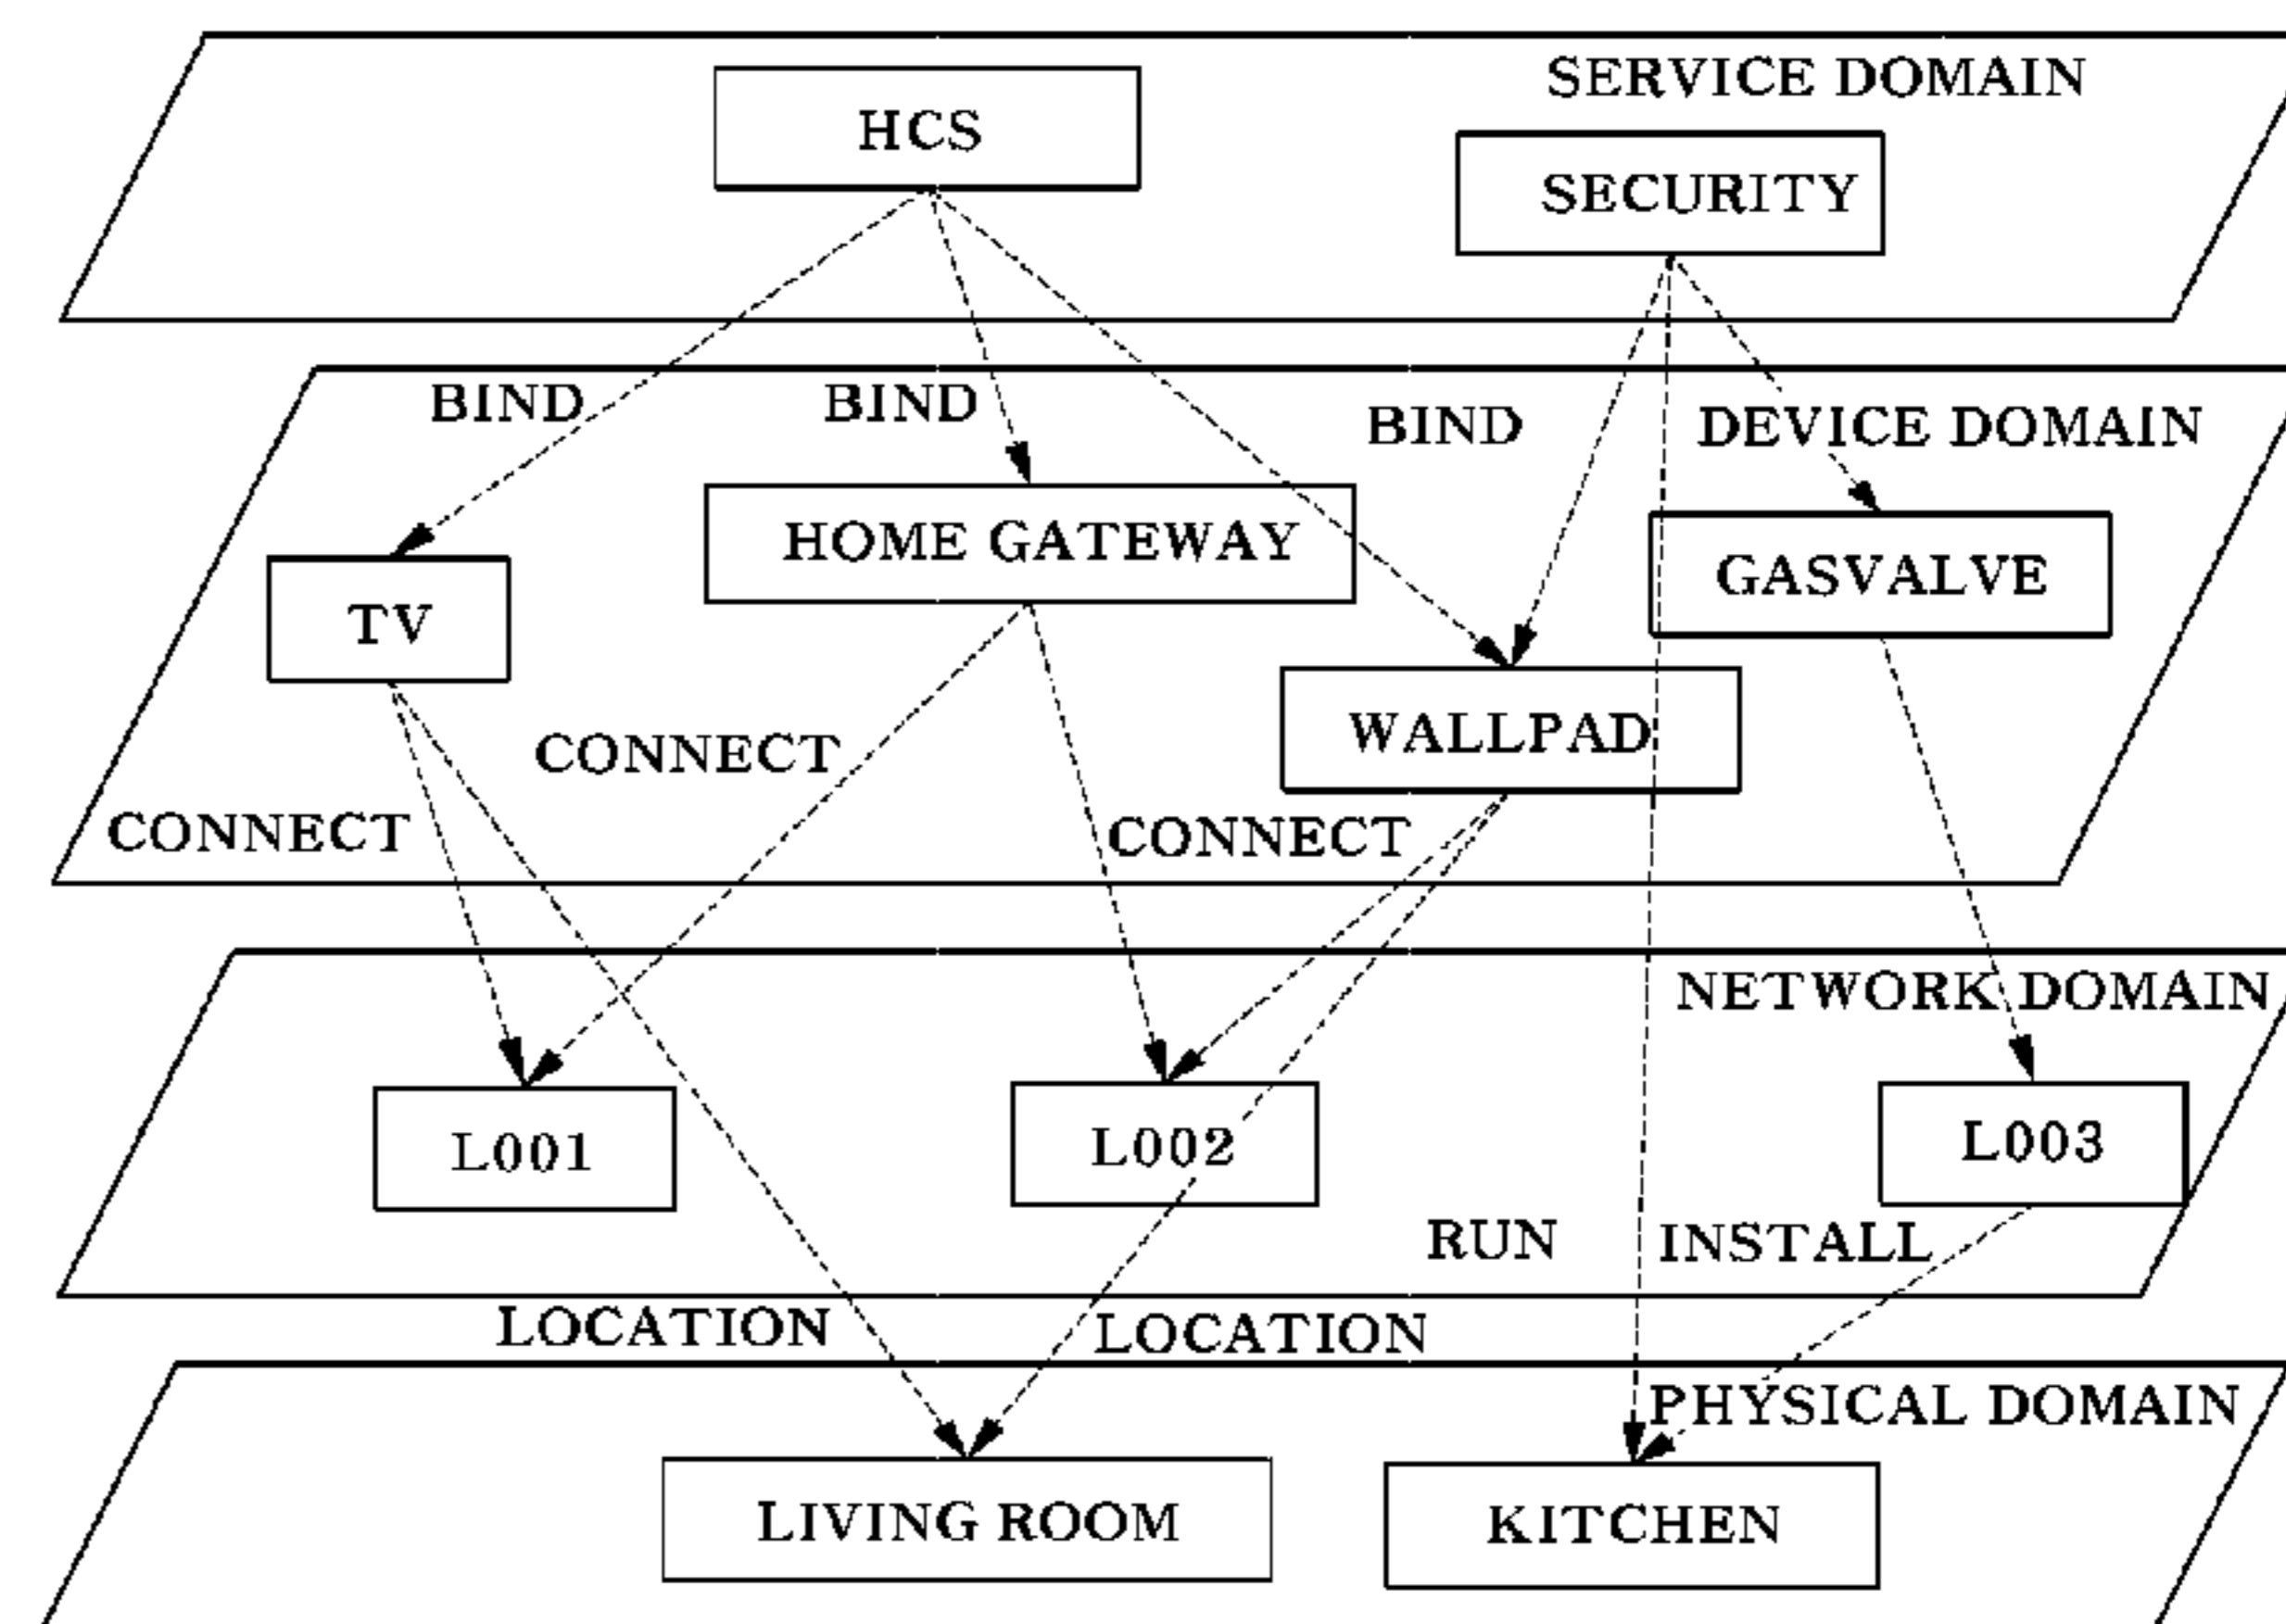 SERVICE DOMAIN
HCS
SECURITY
BIND
BIND
BIND
DEVICE DOMAIN
HOME GATEWAY
GASVALVE
TV
WALLPAD
CONNECT
CONNECT
CONNECT
NETWORK DOMAIN
L001
L002
L003
RUN
INSTALL
LOCATION
LOCATION
PHYSICAL DOMAIN
LIVING ROOM
KITCHEN